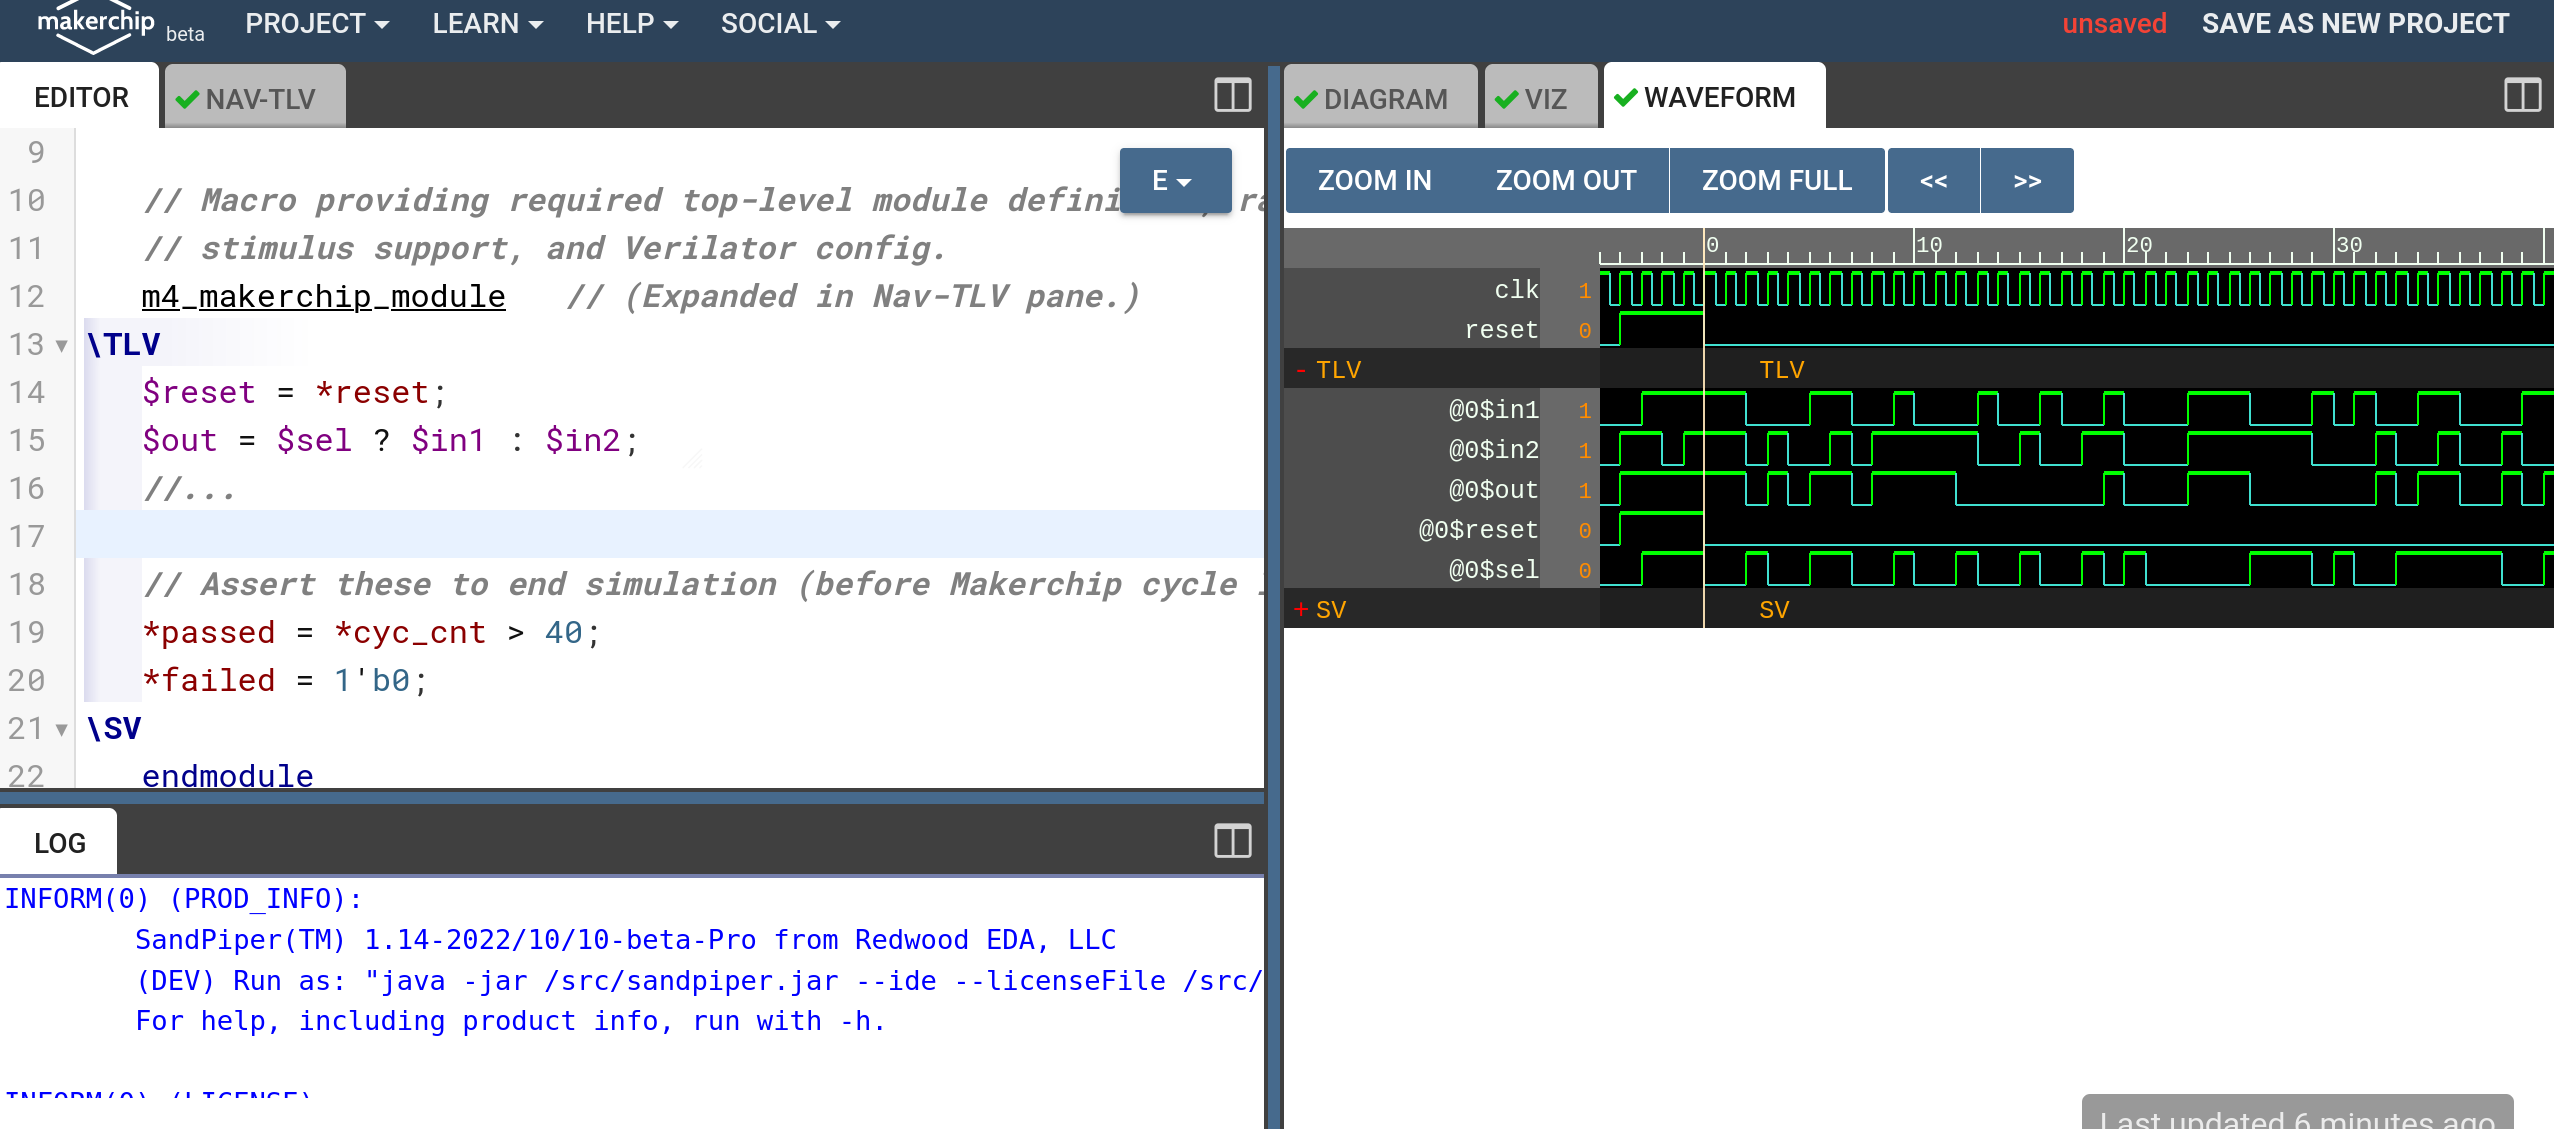 makerchip beta PROJECT LEARN HELP SOCIAL unsaved SAVE AS NEW PROJECT
EDITOR NAV-TLV
9
10 // Macro providing required top-level module defini
11 // stimulus support, and Verilator config.
12 m4_makerchip_module // (Expanded in Nav-TLV pane.)
13 \TLV
14 $reset = *reset;
15 $out = $sel ? $in1 : $in2;
16 //...
17
18 // Assert these to end simulation (before Makerchip cycle
19 *passed = *cyc_cnt > 40;
20 *failed = 1'b0;
21 \SV
22 endmodule
E
LOG
INFORM(0) (PROD_INFO):
SandPiper(TM) 1.14-2022/10/10-beta-Pro from Redwood EDA, LLC
(DEV) Run as: "java -jar /src/sandpiper.jar --ide --licenseFile /src/
For help, including product info, run with -h.
INFORM(0) (LICENSE)
DIAGRAM VIZ WAVEFORM
ZOOM IN ZOOM OUT ZOOM FULL << >>
0 10 20 30
clk 1
reset 0
- TLV TLV
@0$in1 1
@0$in2 1
@0$out 1
@0$reset 0
@0$sel 0
+ SV SV
Last updated 6 minutes ago